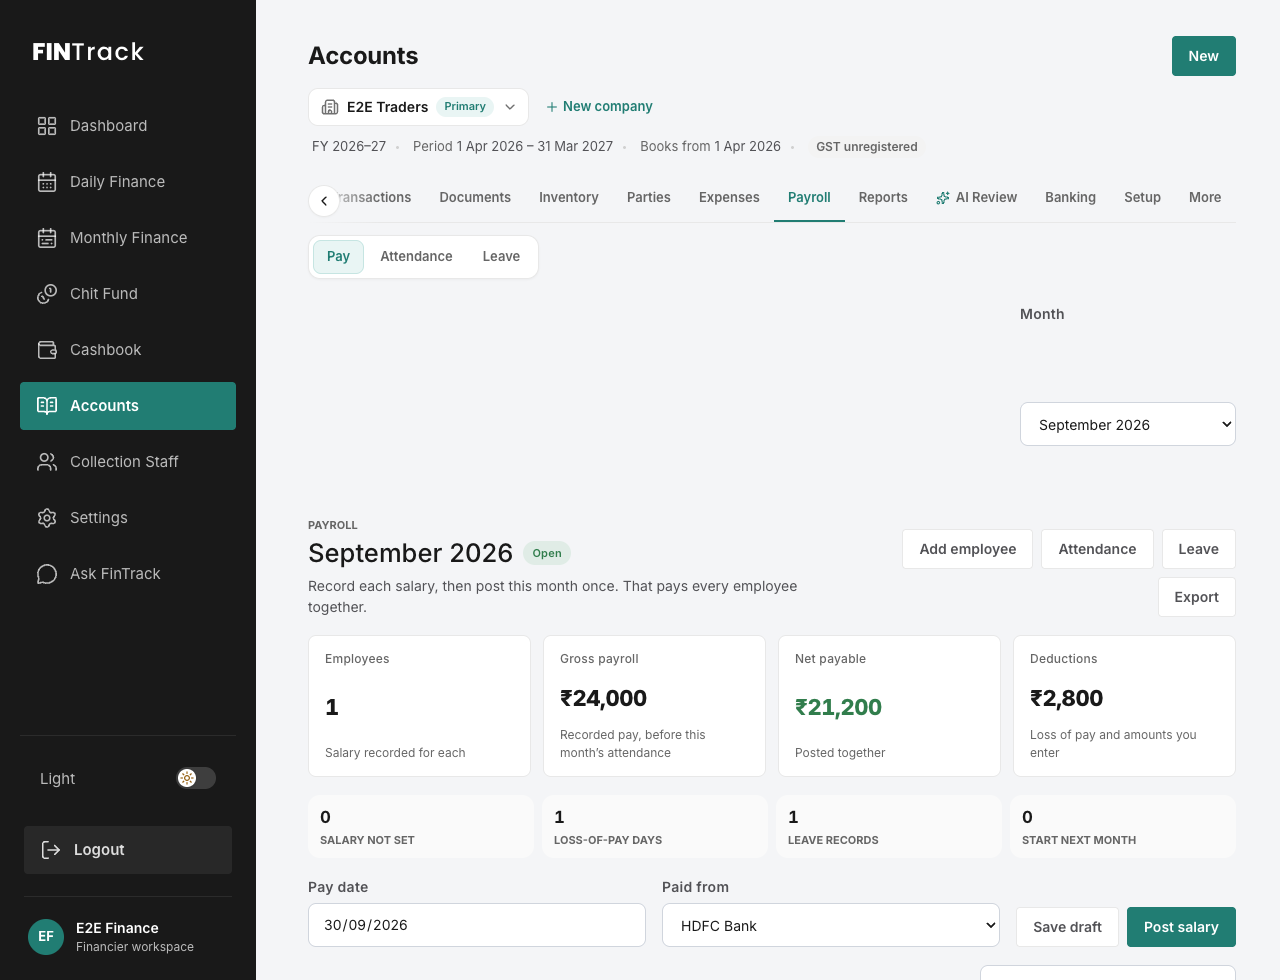 FINTrack
Dashboard
Daily Finance
Monthly Finance
Chit Fund
Cashbook
Accounts
Collection Staff
Settings
Ask FinTrack
Light
Logout
EF
E2E Finance
Financier workspace
Accounts
New
E2E Traders Primary
New company
FY 2026–27 • Period 1 Apr 2026 – 31 Mar 2027 • Books from 1 Apr 2026 • GST unregistered
ransactions Documents Inventory Parties Expenses Payroll Reports AI Review Banking Setup More
Pay Attendance Leave
Month
September 2026
PAYROLL
September 2026 Open
Record each salary, then post this month once. That pays every employee
together.
Add employee Attendance Leave
Export
Employees
1
Salary recorded for each
Gross payroll
₹24,000
Recorded pay, before this
month’s attendance
Net payable
₹21,200
Posted together
Deductions
₹2,800
Loss of pay and amounts you
enter
0
SALARY NOT SET
1
LOSS-OF-PAY DAYS
1
LEAVE RECORDS
0
START NEXT MONTH
Pay date
30/09/2026
Paid from
HDFC Bank
Save draft
Post salary